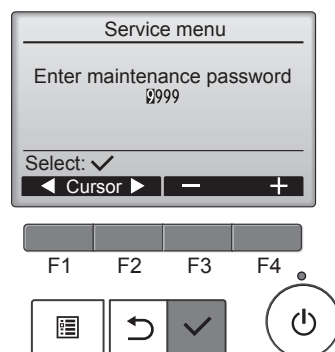 Service menu
Enter maintenance password
9999
Select: ✓
◀ Cursor ▶ − +
F1 F2 F3 F4